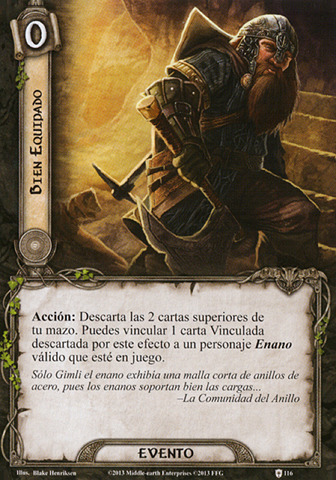 0
Bien Equipado
Acción: Descarta las 2 cartas superiores de
tu mazo. Puedes vincular 1 carta Vinculada
descartada por este efecto a un personaje Enano
válido que esté en juego.
Sólo Gimli el enano exhibía una malla corta de anillos de
acero, pues los enanos soportan bien las cargas...
–La Comunidad del Anillo
EVENTO
Illus. Blake Henriksen
©2013 Middle-earth Enterprises ©2013 FFG
116